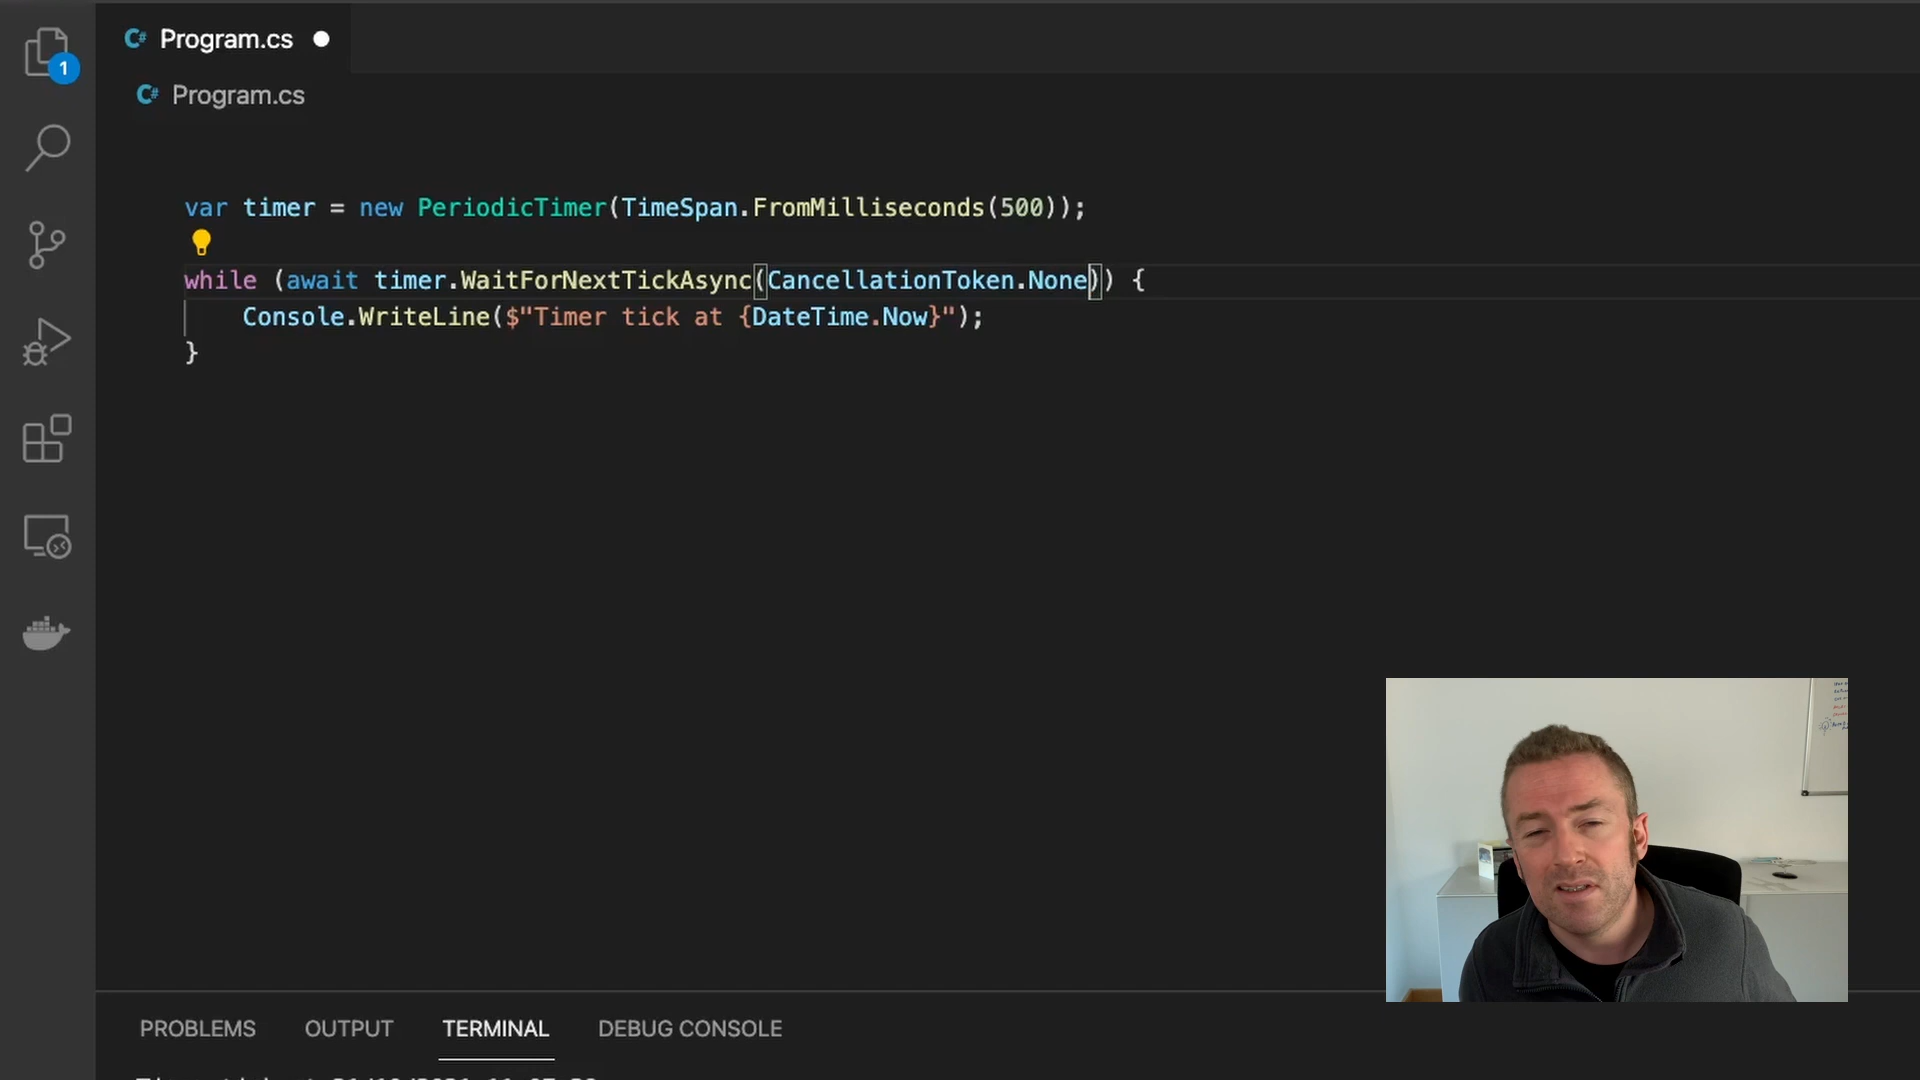 C# Program.cs
1
C# Program.cs
var timer = new PeriodicTimer(TimeSpan.FromMilliseconds(500));
while (await timer.WaitForNextTickAsync(CancellationToken.None)) {
Console.WriteLine($"Timer tick at {DateTime.Now}");
}
PROBLEMS OUTPUT TERMINAL DEBUG CONSOLE